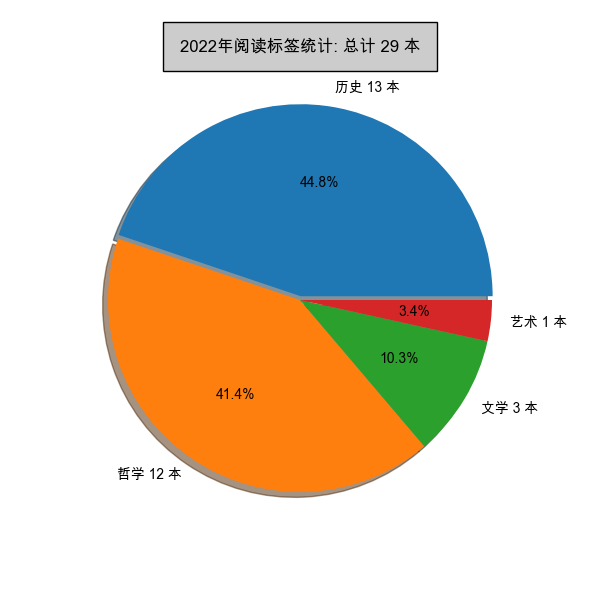 2022年阅读标签统计: 总计 29 本
历史 13 本
44.8%
3.4%
艺术 1 本
10.3%
41.4%
文学 3 本
哲学 12 本